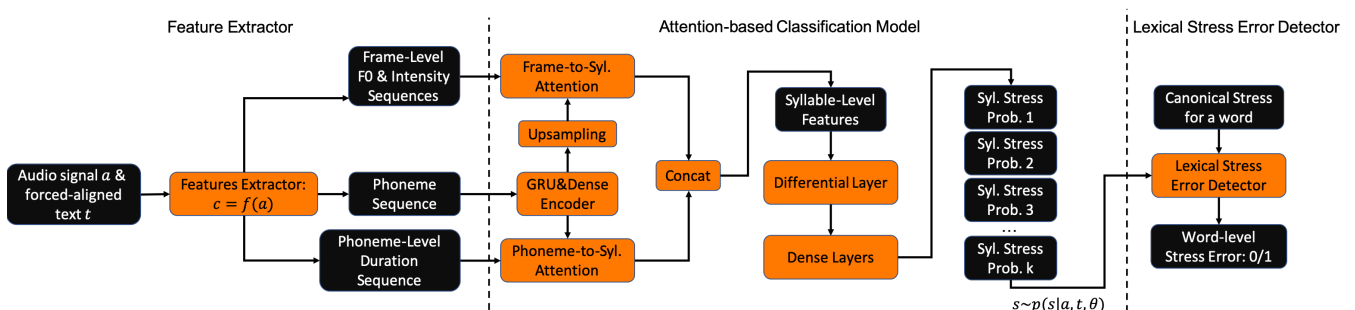 Feature Extractor
Attention-based Classification Model
Lexical Stress Error Detector
Audio signal a &
forced-aligned
text t
Features Extractor:
c = f(a)
Frame-Level
F0 & Intensity
Sequences
Phoneme
Sequence
Phoneme-Level
Duration
Sequence
Frame-to-Syl.
Attention
Upsampling
GRU&Dense
Encoder
Phoneme-to-Syl.
Attention
Concat
Syllable-Level
Features
Differential Layer
Dense Layers
Syl. Stress
Prob. 1
Syl. Stress
Prob. 2
Syl. Stress
Prob. 3
...
Syl. Stress
Prob. k
s~p(s|a, t, θ)
Canonical Stress
for a word
Lexical Stress
Error Detector
Word-level
Stress Error: 0/1